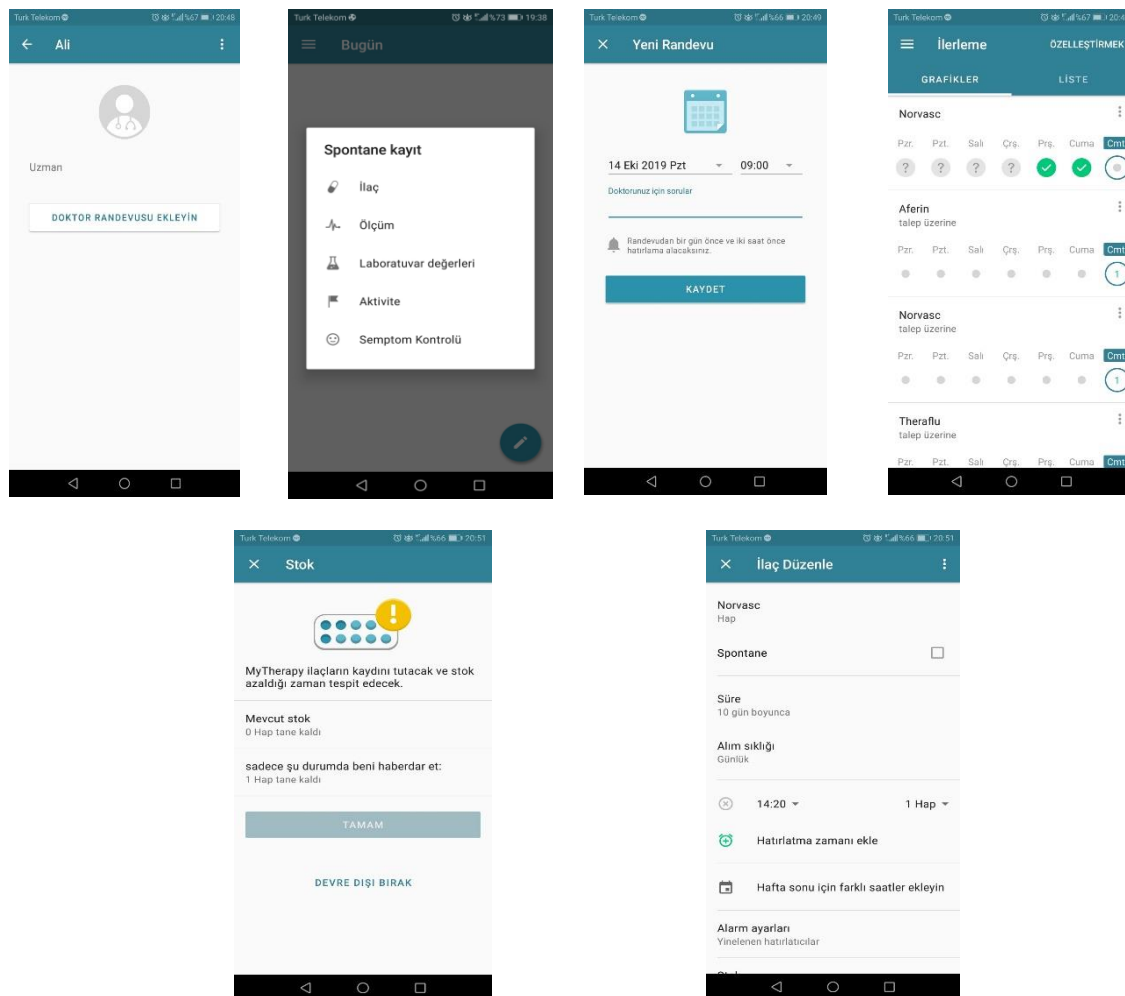 Turk Telekom %67 20:48
Ali
Uzman
DOKTOR RANDEVUSU EKLEYİN
Turk Telekom %73 19:38
Bugün
Spontane kayıt
İlaç
Ölçüm
Laboratuvar değerleri
Aktivite
Semptom Kontrolü
Turk Telekom %66 20:49
Yeni Randevu
14 Eki 2019 Pzt 09:00
Doktorunuz için sorular
Randevudan bir gün önce ve iki saat önce
hatırlama alacaksınız.
KAYDET
Turk Telekom %67 20:4
İlerleme ÖZELLEŞTİRMEK
GRAFİKLER LİSTE
Norvasc
Pzr. Pzt. Salı Çrş. Prş. Cuma Cmt
? ? ? ?
Aferin
talep üzerine
Pzr. Pzt. Salı Çrş. Prş. Cuma Cmt
1
Norvasc
talep üzerine
Pzr. Pzt. Salı Çrş. Prş. Cuma Cmt
1
Theraflu
talep üzerine
Pzr. Pzt. Salı Çrş. Prş. Cuma Cmt
Turk Telekom %66 20:51
Stok
!
MyTherapy ilaçların kaydını tutacak ve stok
azaldığı zaman tespit edecek.
Mevcut stok
0 Hap tane kaldı
sadece şu durumda beni haberdar et:
1 Hap tane kaldı
TAMAM
DEVRE DIŞI BIRAK
Turk Telekom %66 20:51
İlaç Düzenle
Norvasc
Hap
Spontane
Süre
10 gün boyunca
Alım sıklığı
Günlük
14:20 1 Hap
Hatırlatma zamanı ekle
Hafta sonu için farklı saatler ekleyin
Alarm ayarları
Yinelenen hatırlatıcılar